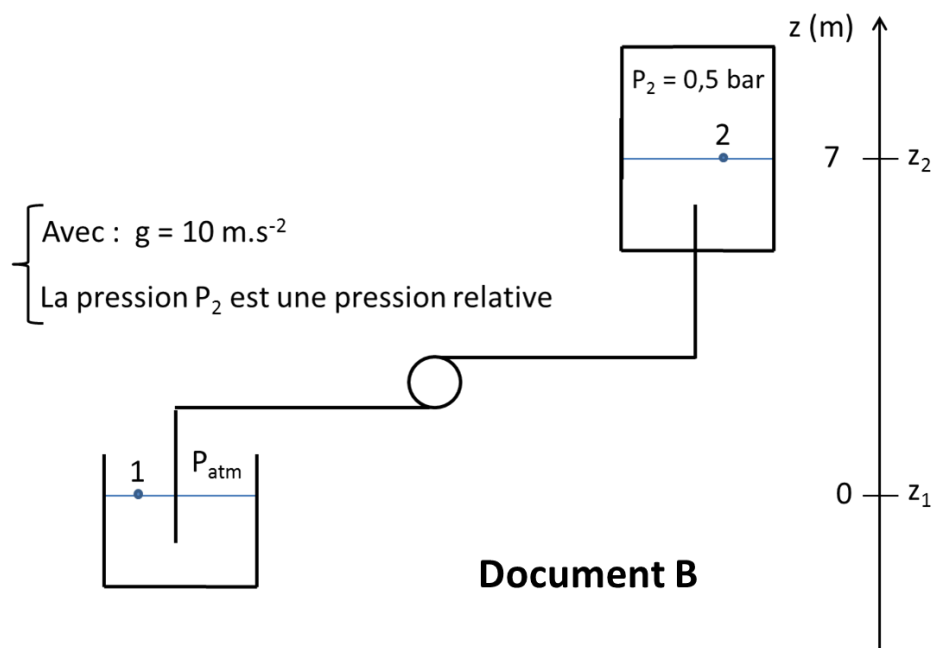 z (m)
P₂ = 0,5 bar
2
7
z₂
Avec : g = 10 m.s⁻²
La pression P₂ est une pression relative
1
Patm
0
z₁
Document B